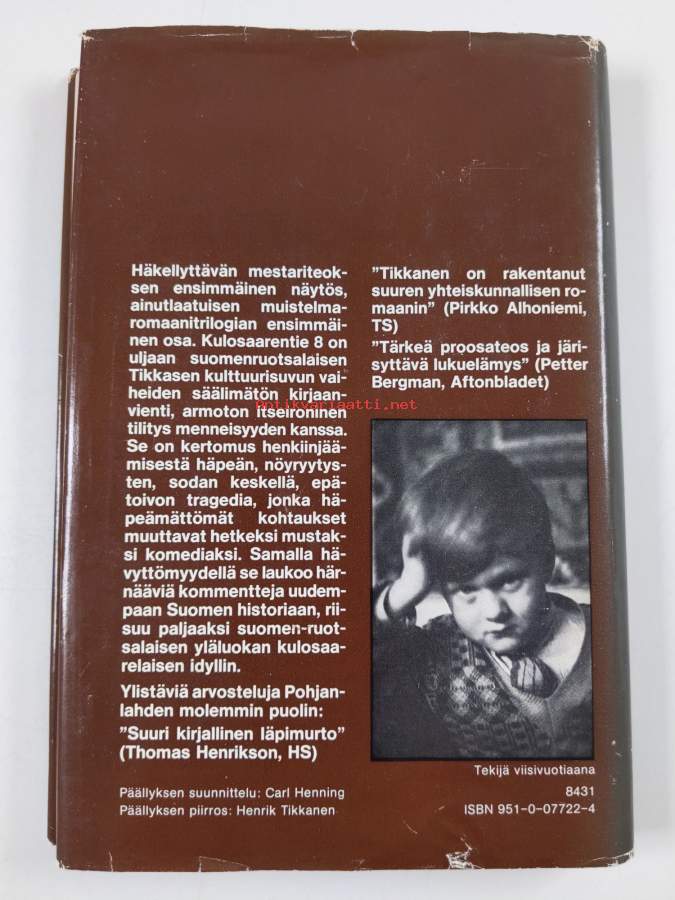 Häkellyttävän mestariteok-
sen ensimmäinen näytös,
ainutlaatuisen muistelma-
romaanitrilogian ensimmäi-
nen osa. Kulosaarentie 8 on
uljaan suomenruotsalaisen
Tikkasen kulttuurisuvun vai-
heiden säälimätön kirjaan-
vienti, armoton itseironinen
tilitys menneisyyden kanssa.
Se on kertomus henkiinjää-
misestä häpeän, nöyryytys-
ten, sodan keskellä, epä-
toivon tragedia, jonka hä-
peämättömät kohtaukset
muuttavat hetkeksi mustak-
si komediaksi. Samalla hä-
vyttömyydellä se laukoo här-
nääviä kommentteja uudem-
paan Suomen historiaan, rii-
suu paljaaksi suomen-ruot-
salaisen yläluokan kulosaa-
relaisen idyllin.
Ylistäviä arvosteluja Pohjan-
lahden molemmin puolin:
”Suuri kirjallinen läpimurto”
(Thomas Henrikson, HS)
”Tikkanen on rakentanut
suuren yhteiskunnallisen ro-
maanin” (Pirkko Alhoniemi,
TS)
”Tärkeä proosateos ja järi-
syttävä lukuelämys” (Petter
Bergman, Aftonbladet)
antikvariaatti.net
Tekijä viisivuotiaana
Päällyksen suunnittelu: Carl Henning
Päällyksen piirros: Henrik Tikkanen
8431
ISBN 951-0-07722-4